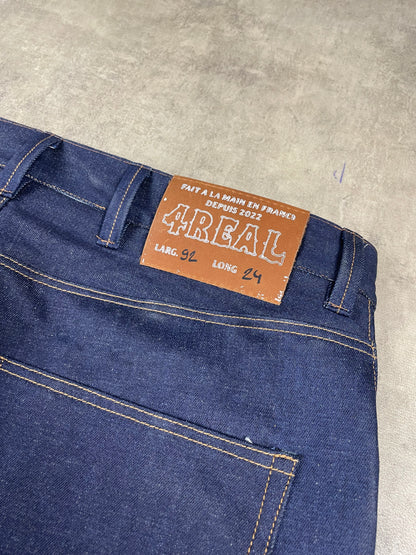 FAIT A LA MAIN EN FRANCE
DEPUIS 2022
4REAL
LARG. 92 LONG 24